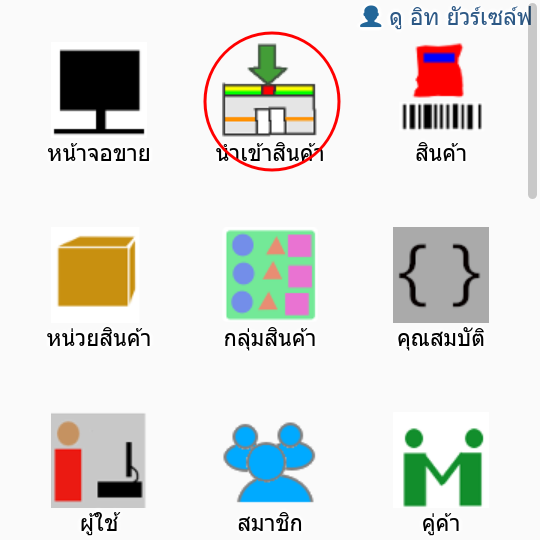 ดู อิท ยัวร์เซล์ฟ
หน้าจอขาย
นำเข้าสินค้า
สินค้า
หน่วยสินค้า
กลุ่มสินค้า
คุณสมบัติ
ผู้ใช้
สมาชิก
คู่ค้า